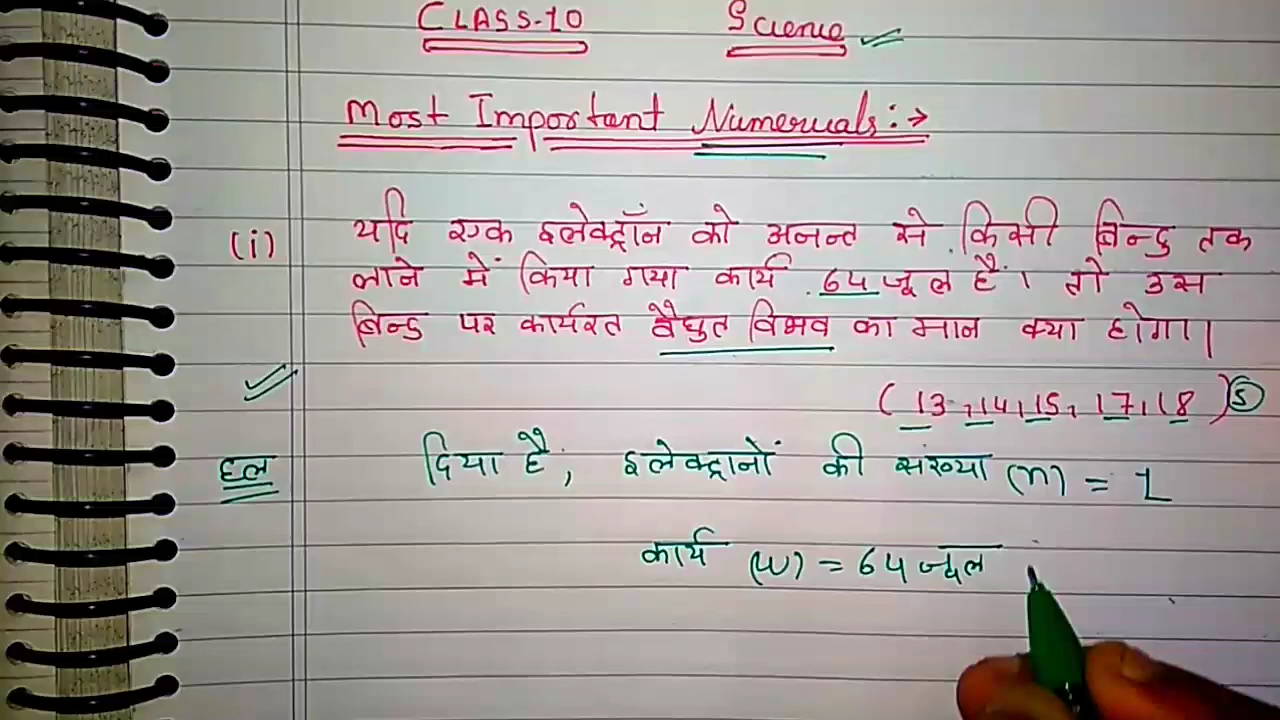 CLASS-10 Science
Most Important Numericals:→
(i) यदि एक इलेक्ट्रॉन को अनन्त से किसी बिन्दु तक
लाने में किया गया कार्य 64 जूल है। तो उस
बिन्दु पर कार्यरत वैधुत विभव का मान क्या होगा।
(13, 14, 15, 17, 18) 5
हल दिया है, इलेक्ट्रानों की संख्या (n) = 1
कार्य (W) = 64 जूल